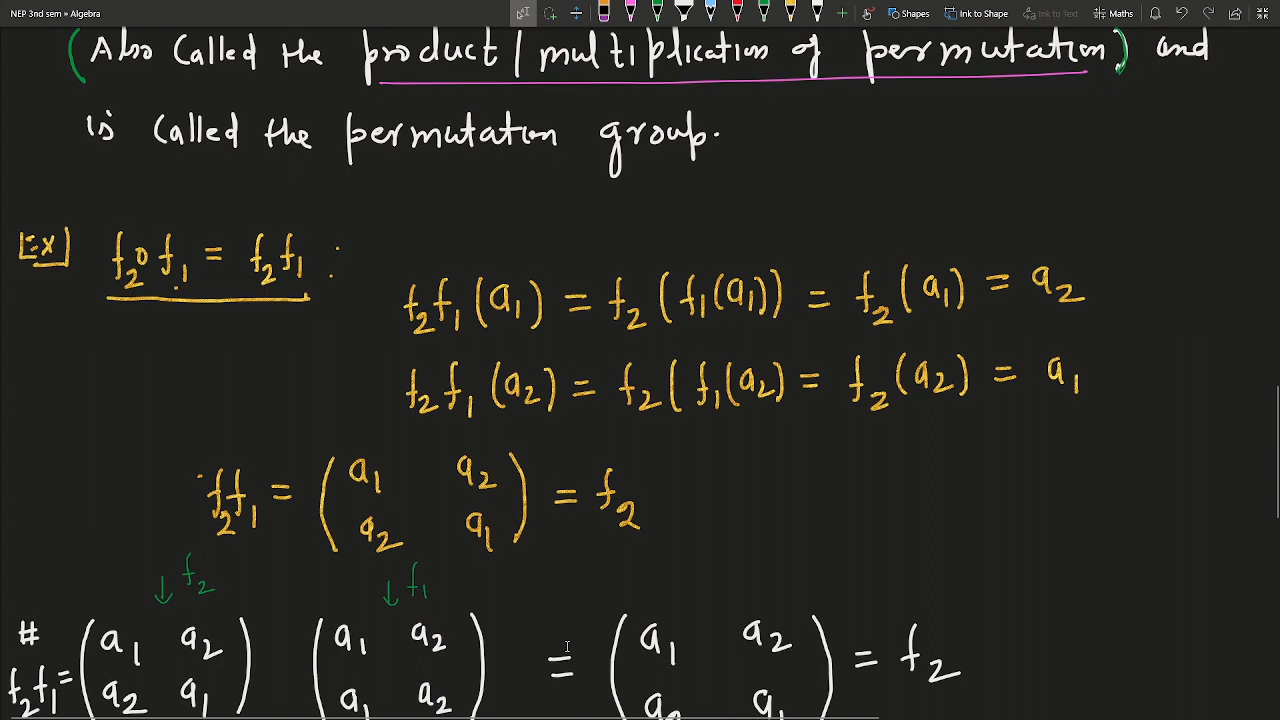 NEP 3nd sem » Algebra
Shapes Ink to Shape Ink to Text Maths
(Also called the product/multiplication of permutation) and
is called the permutation group.
Ex f₂∘f₁ = f₂f₁ :
f₂f₁(a₁) = f₂(f₁(a₁)) = f₂(a₁) = a₂
f₂f₁(a₂) = f₂(f₁(a₂) = f₂(a₂) = a₁
f₂f₁ = (a₁ a₂
a₂ a₁) = f₂
↓f₂ ↓f₁
# (a₁ a₂ (a₁ a₂ = (a₁ a₂ = f₂
f₂f₁= a₂ a₁) a₁ a₂) a₂ a₁)